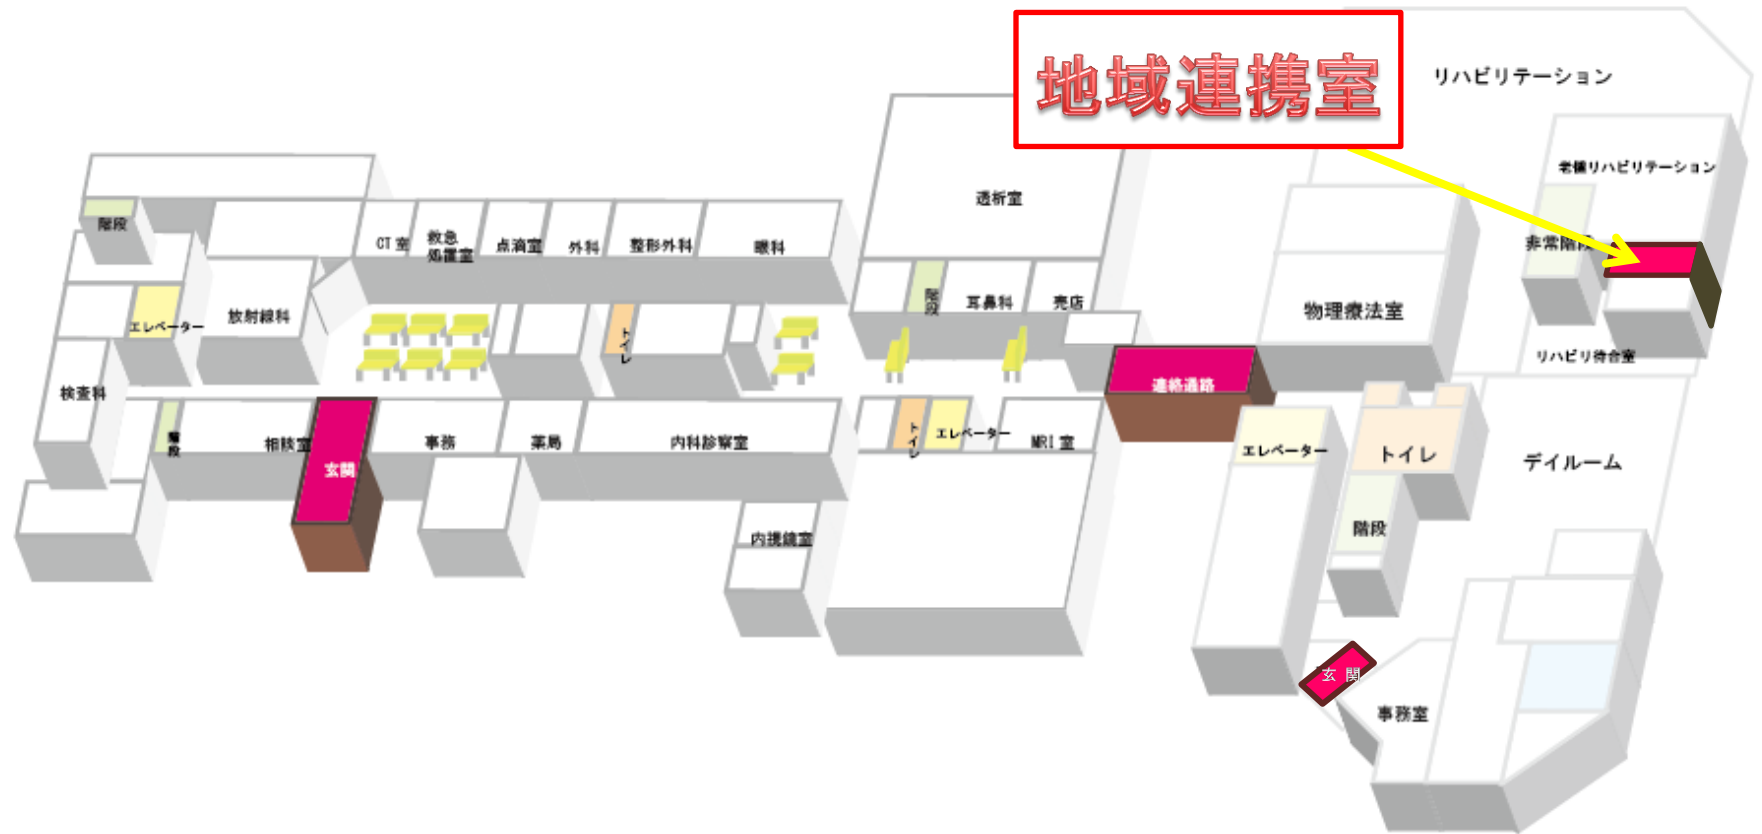 地域連携室
リハビリテーション
老健リハビリテーション
透析室
階段
CT室
救急
処置室
点滴室
外科
整形外科
眼科
非常階段
階段
耳鼻科
売店
物理療法室
放射線科
エレベーター
トイレ
リハビリ待合室
検査科
連絡通路
階段
相談室
玄関
事務
薬局
内科診察室
トイレ
エレベーター
MRI室
エレベーター
トイレ
デイルーム
階段
内視鏡室
玄関
事務室